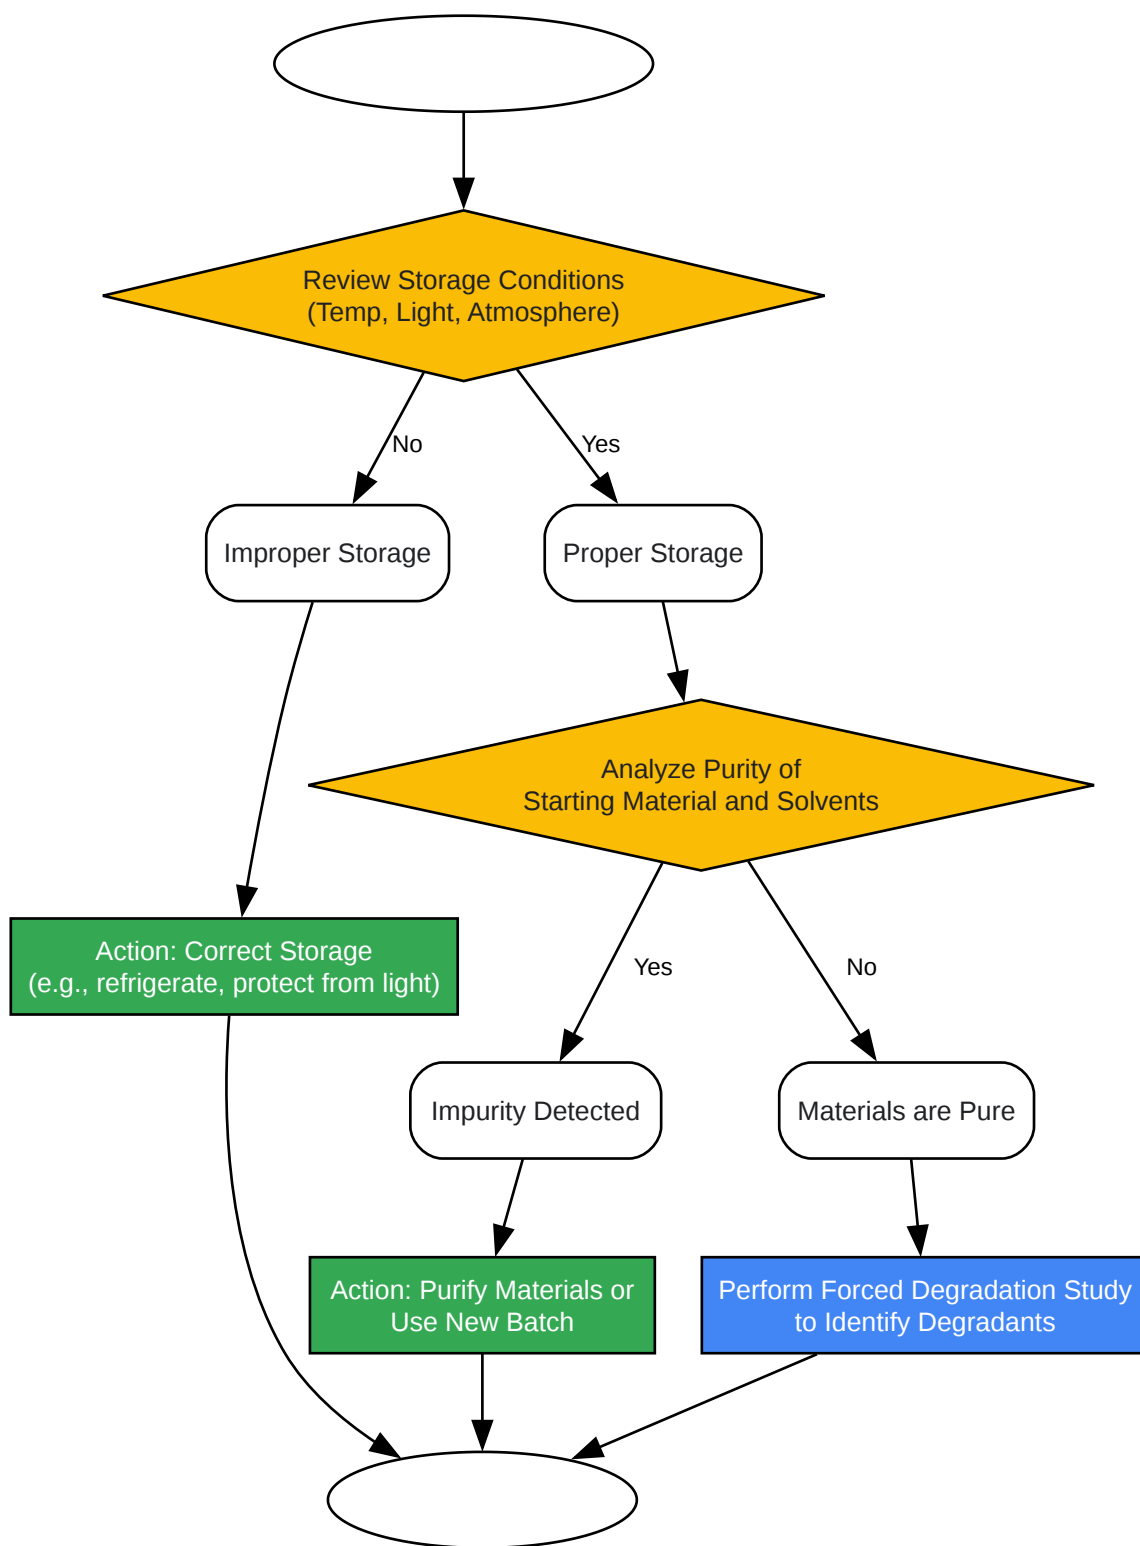 Review Storage Conditions
(Temp, Light, Atmosphere)
No
Yes
Improper Storage
Proper Storage
Analyze Purity of
Starting Material and Solvents
Action: Correct Storage
(e.g., refrigerate, protect from light)
Yes
No
Impurity Detected
Materials are Pure
Action: Purify Materials or
Use New Batch
Perform Forced Degradation Study
to Identify Degradants